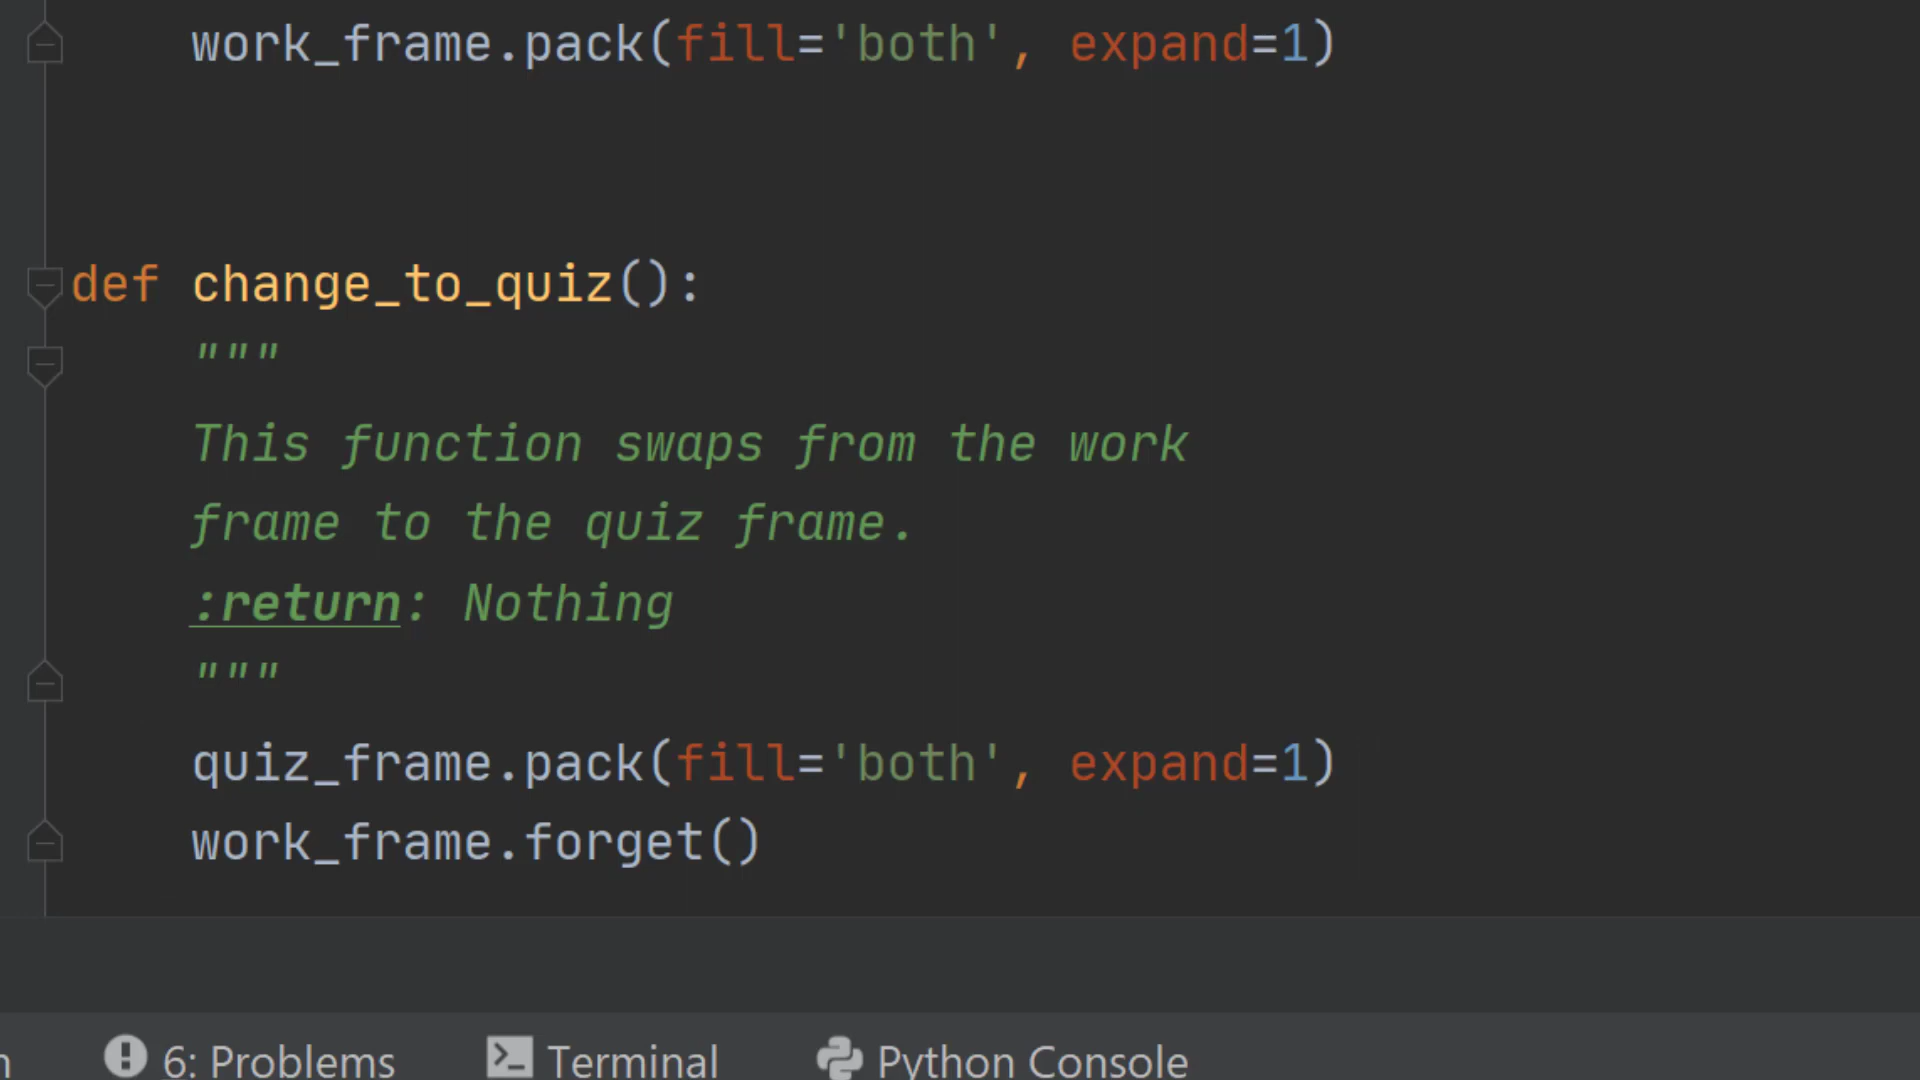 work_frame.pack(fill='both', expand=1)
def change_to_quiz():
"""
This function swaps from the work
frame to the quiz frame.
:return: Nothing
"""
quiz_frame.pack(fill='both', expand=1)
work_frame.forget()
6: Problems Terminal Python Console